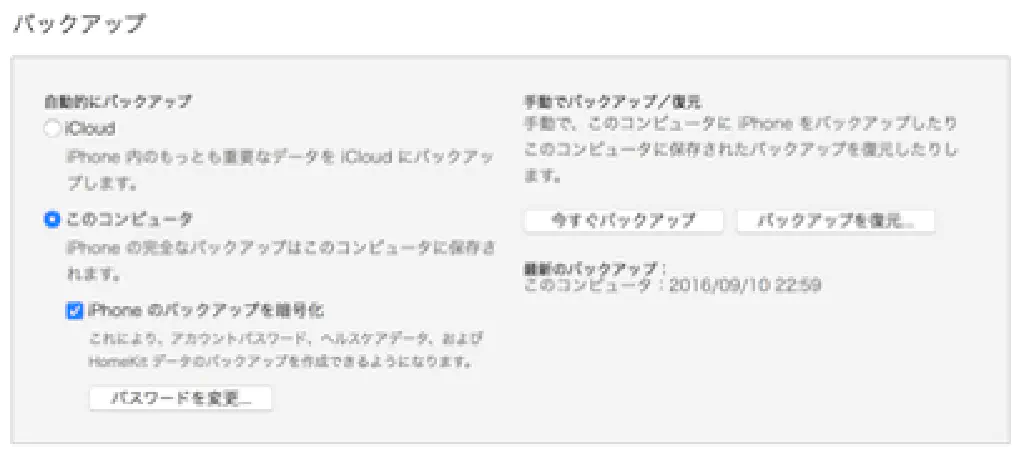 バックアップ
自動的にバックアップ
iCloud
iPhone 内のもっとも重要なデータを iCloud にバックアッ
プします。
このコンピュータ
iPhone の完全なバックアップはこのコンピュータに保存さ
れます。
iPhone のバックアップを暗号化
これにより、アカウントパスワード、ヘルスケアデータ、および
HomeKit データのバックアップを作成できるようになります。
パスワードを変更...
手動でバックアップ／復元
手動で、このコンピュータに iPhone をバックアップしたり
このコンピュータに保存されたバックアップを復元したりし
ます。
今すぐバックアップ
バックアップを復元...
最新のバックアップ：
このコンピュータ：2016/09/10 22:59